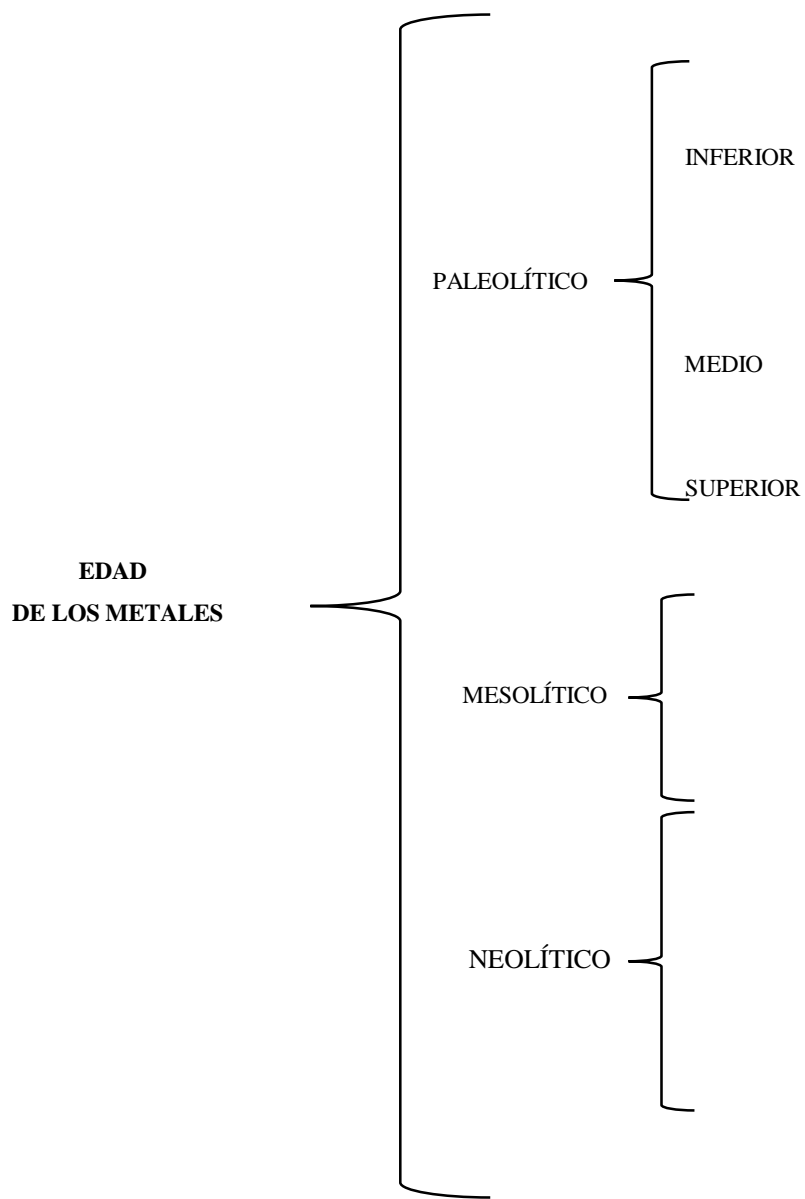 INFERIOR
PALEOLÍTICO
MEDIO
SUPERIOR
EDAD
DE LOS METALES
MESOLÍTICO
NEOLÍTICO